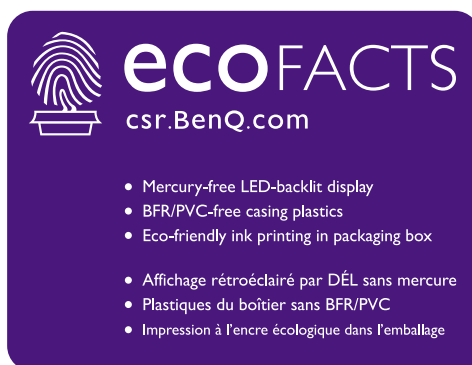 ecoFACTS
csr.BenQ.com
• Mercury-free LED-backlit display
• BFR/PVC-free casing plastics
• Eco-friendly ink printing in packaging box
• Affichage rétroéclairé par DÉL sans mercure
• Plastiques du boîtier sans BFR/PVC
• Impression à l'encre écologique dans l'emballage